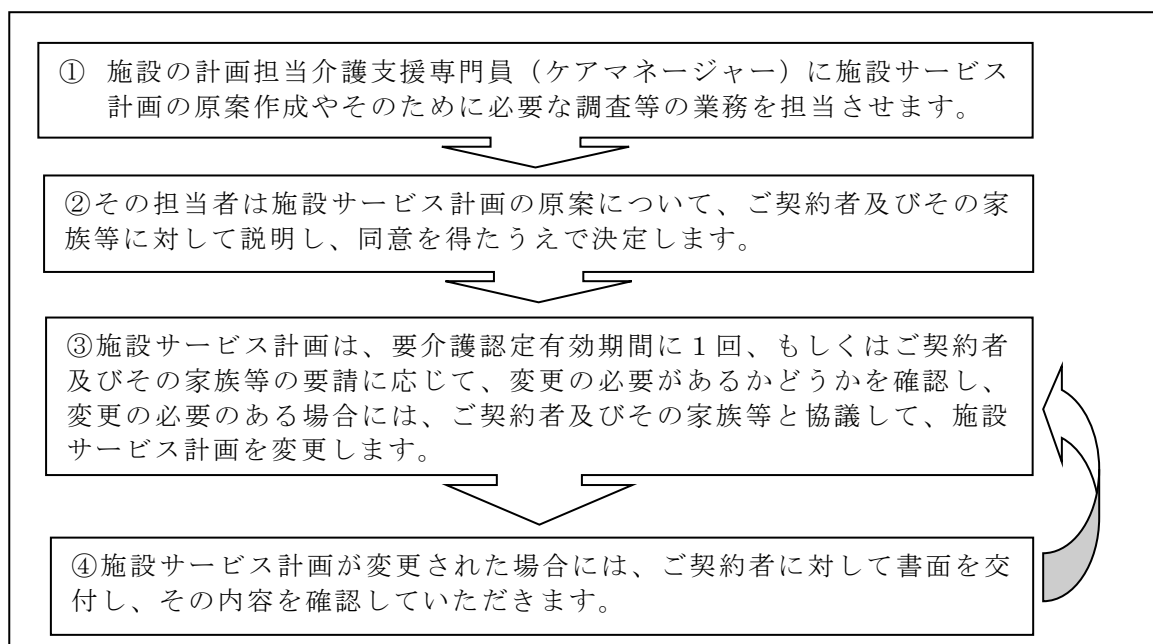 ① 施設の計画担当介護支援専門員（ケアマネージャー）に施設サービス
計画の原案作成やそのために必要な調査等の業務を担当させます。
②その担当者は施設サービス計画の原案について、ご契約者及びその家
族等に対して説明し、同意を得たうえで決定します。
③施設サービス計画は、要介護認定有効期間に１回、もしくはご契約者
及びその家族等の要請に応じて、変更の必要があるかどうかを確認し、
変更の必要のある場合には、ご契約者及びその家族等と協議して、施設
サービス計画を変更します。
④施設サービス計画が変更された場合には、ご契約者に対して書面を交
付し、その内容を確認していただきます。